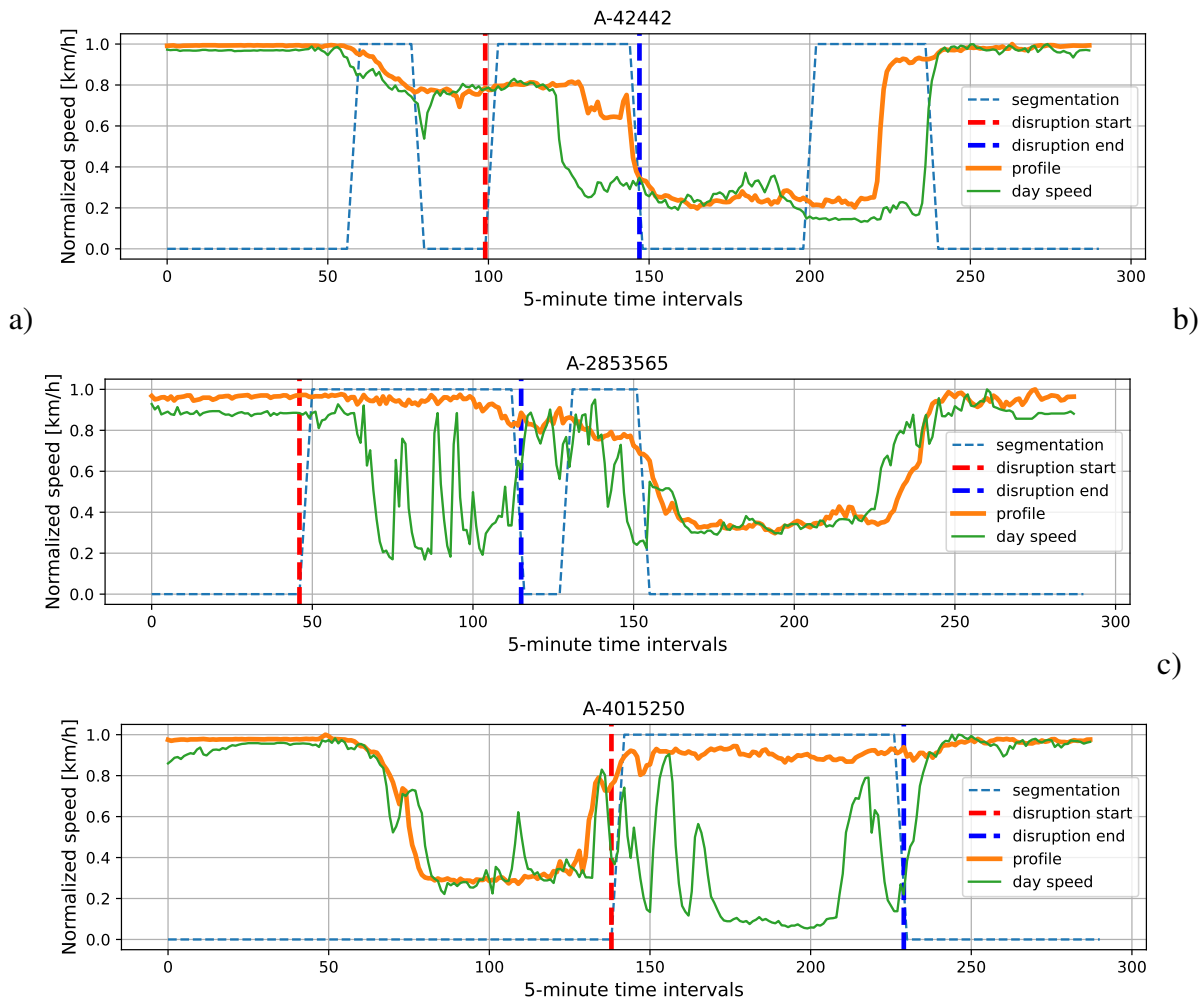 A-42442
Normalized speed [km/h]
1.0
0.8
0.6
0.4
0.2
0.0
segmentation
disruption start
disruption end
profile
day speed
0 50 100 150 200 250 300
5-minute time intervals
a)
b)
A-2853565
Normalized speed [km/h]
1.0
0.8
0.6
0.4
0.2
0.0
segmentation
disruption start
disruption end
profile
day speed
0 50 100 150 200 250 300
5-minute time intervals
c)
A-4015250
Normalized speed [km/h]
1.0
0.8
0.6
0.4
0.2
0.0
segmentation
disruption start
disruption end
profile
day speed
0 50 100 150 200 250 300
5-minute time intervals